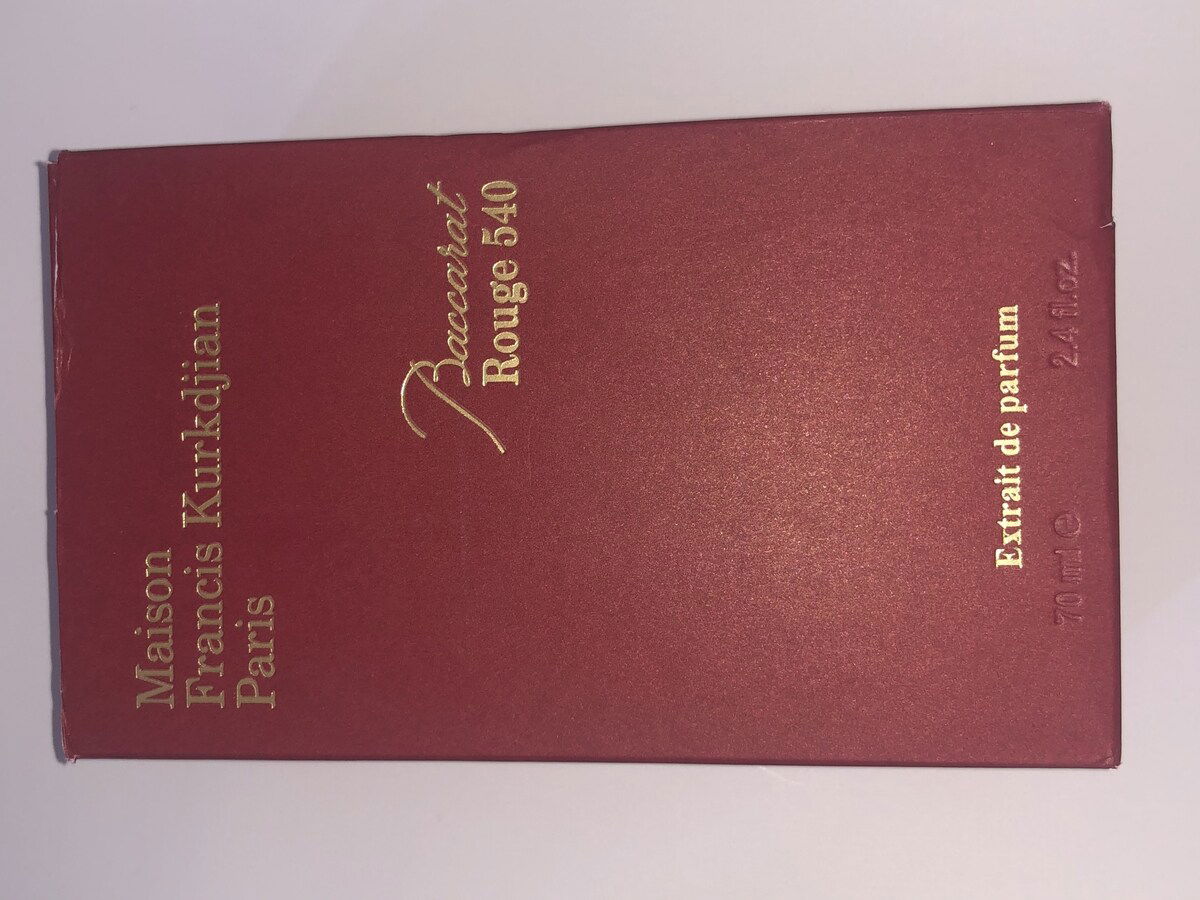 Maison
Francis Kurkdjian
Paris
Baccarat
Rouge 540
Extrait de parfum
70 ml e 2.4 fl.oz.